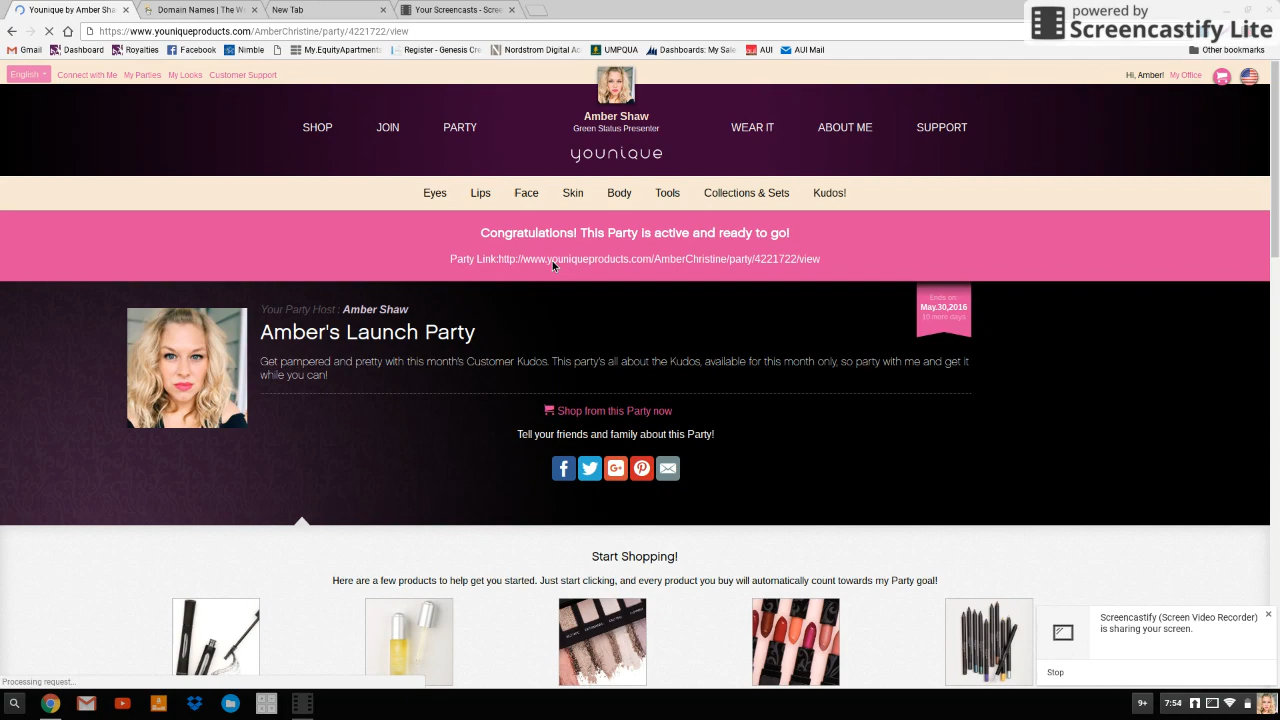 Younique by Amber Sha
Domain Names | The W
New Tab
Your Screencasts - Scree
powered by
Screencastify Lite
https://www.youniqueproducts.com/AmberChristine/party/4221722/view
Gmail
Dashboard
Royalties
Facebook
Nimble
My.EquityApartments
Register - Genesis Cre
Nordstrom Digital Ac
UMPQUA
Dashboards: My Sale
AUI
AUI Mail
Other bookmarks
English
Connect with Me
My Parties
My Looks
Customer Support
Hi, Amber!
My Office
SHOP
JOIN
PARTY
Amber Shaw
Green Status Presenter
younique
WEAR IT
ABOUT ME
SUPPORT
Eyes
Lips
Face
Skin
Body
Tools
Collections & Sets
Kudos!
Congratulations! This Party is active and ready to go!
Party Link:http://www.youniqueproducts.com/AmberChristine/party/4221722/view
Your Party Host : Amber Shaw
Amber's Launch Party
Ends on:
May.30,2016
10 more days
Get pampered and pretty with this month's Customer Kudos. This party's all about the Kudos, available for this month only, so party with me and get it
while you can!
Shop from this Party now
Tell your friends and family about this Party!
Start Shopping!
Here are a few products to help get you started. Just start clicking, and every product you buy will automatically count towards my Party goal!
Screencastify (Screen Video Recorder)
is sharing your screen.
Stop
Processing request...
9+
7:54